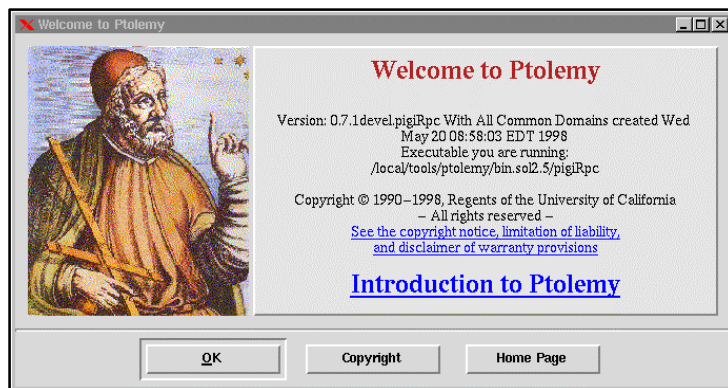 Welcome to Ptolemy
Welcome to Ptolemy
Version: 0.7.1devel.pigiRpc With All Common Domains created Wed
May 20 08:58:03 EDT 1998
Executable you are running:
/local/tools/ptolemy/bin.sol2.5/pigiRpc
Copyright © 1990–1998, Regents of the University of California
– All rights reserved –
See the copyright notice, limitation of liability,
and disclaimer of warranty provisions
Introduction to Ptolemy
OK Copyright Home Page